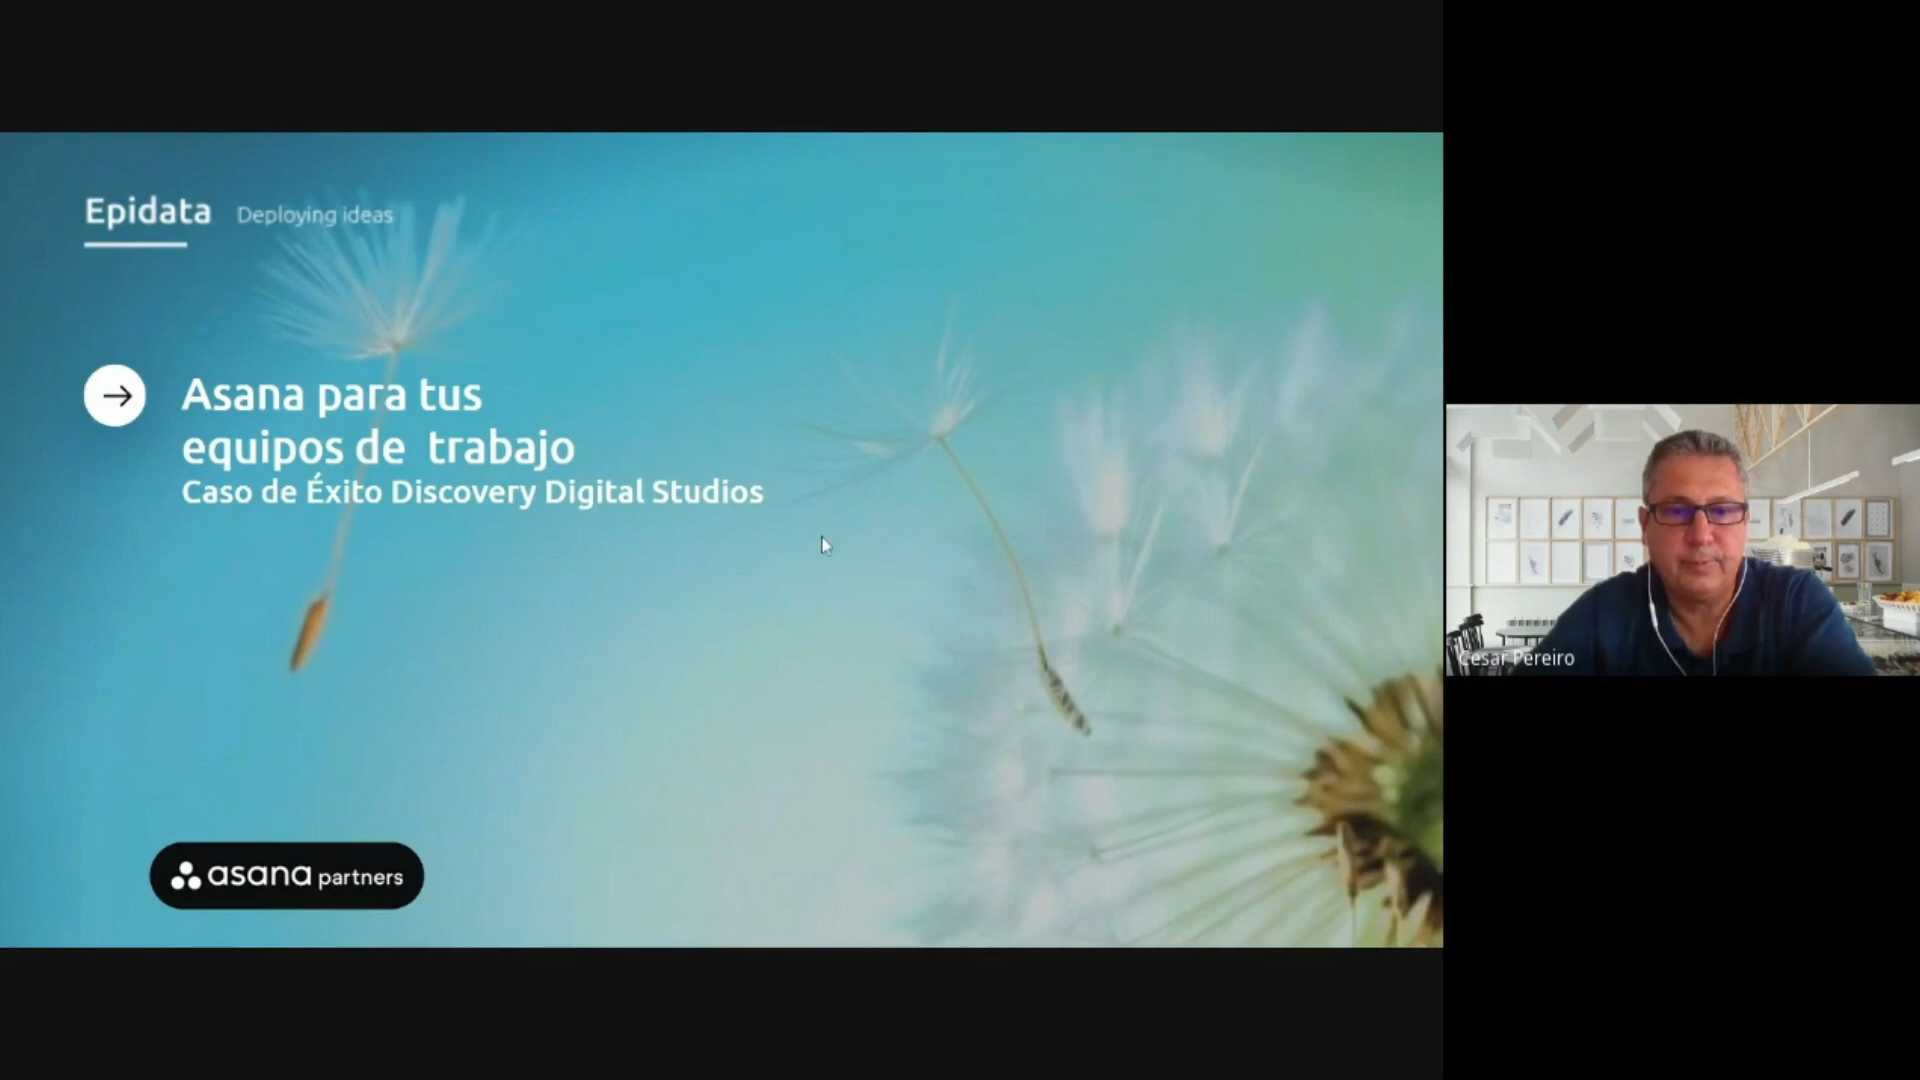 Epidata Deploying ideas
Asana para tus
equipos de trabajo
Caso de Éxito Discovery Digital Studios
asana partners
Cesar Pereiro